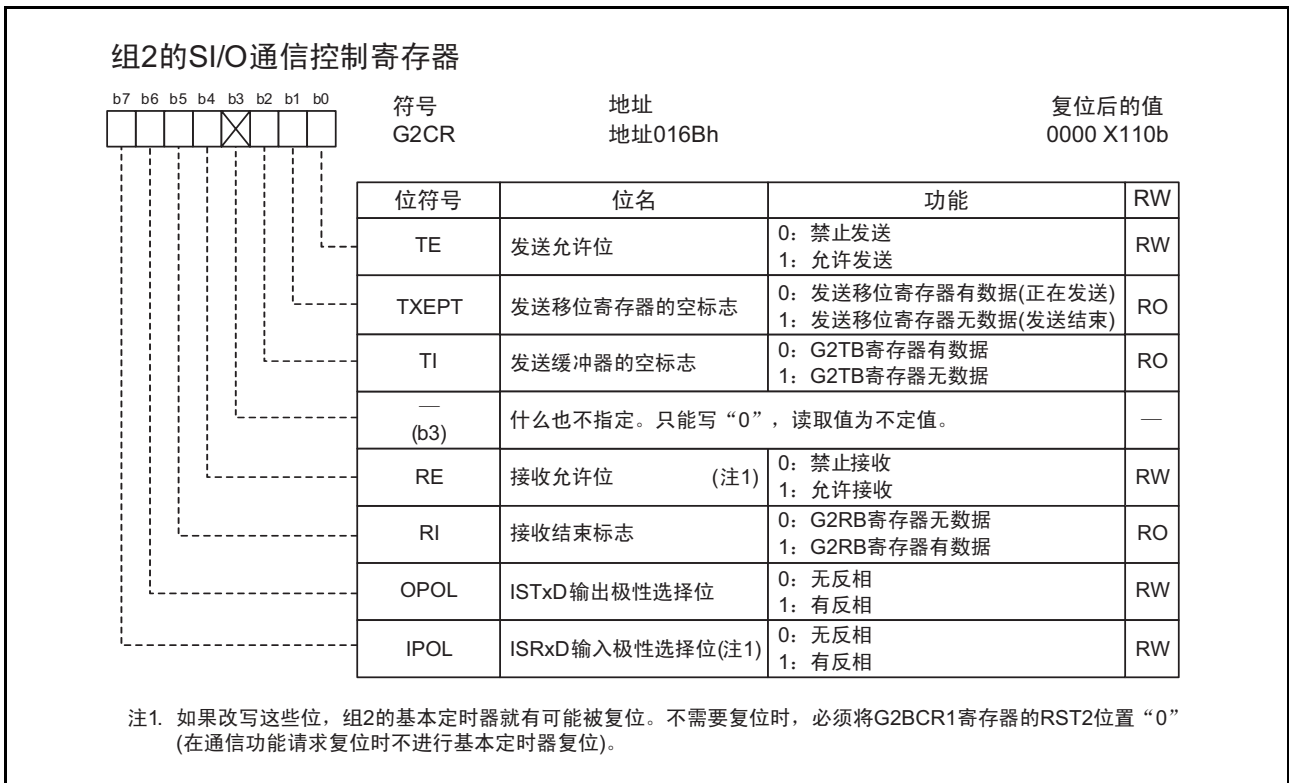 组2的SI/O通信控制寄存器
b7 b6 b5 b4 b3 b2 b1 b0
符号 地址 复位后的值
G2CR 地址016Bh 0000 X110b
位符号 位名 功能 RW
TE 发送允许位 0：禁止发送 RW
1：允许发送
TXEPT 发送移位寄存器的空标志 0：发送移位寄存器有数据(正在发送) RO
1：发送移位寄存器无数据(发送结束)
TI 发送缓冲器的空标志 0：G2TB寄存器有数据 RO
1：G2TB寄存器无数据
— 什么也不指定。只能写“0”，读取值为不定值。 —
(b3)
RE 接收允许位 (注1) 0：禁止接收 RW
1：允许接收
RI 接收结束标志 0：G2RB寄存器无数据 RO
1：G2RB寄存器有数据
OPOL ISTxD输出极性选择位 0：无反相 RW
1：有反相
IPOL ISRxD输入极性选择位(注1) 0：无反相 RW
1：有反相
注1. 如果改写这些位，组2的基本定时器就有可能被复位。不需要复位时，必须将G2BCR1寄存器的RST2位置“0”
(在通信功能请求复位时不进行基本定时器复位)。